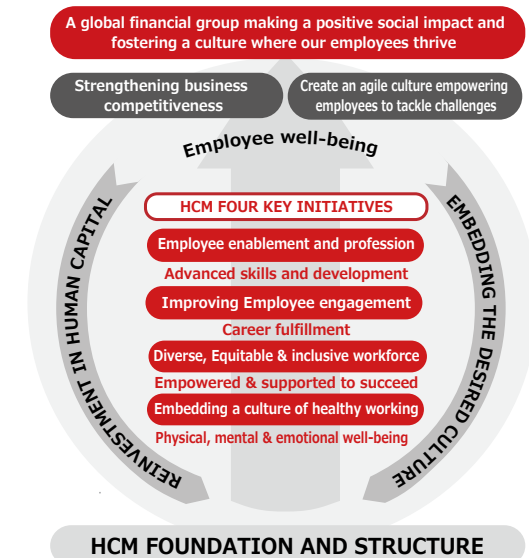 A global financial group making a positive social impact and
fostering a culture where our employees thrive
Strengthening business
competitiveness
Create an agile culture empowering
employees to tackle challenges
Employee well-being
REINVESTMENT IN HUMAN CAPITAL
EMBEDDING THE DESIRED CULTURE
HCM FOUR KEY INITIATIVES
Employee enablement and profession
Advanced skills and development
Improving Employee engagement
Career fulfillment
Diverse, Equitable & inclusive workforce
Empowered & supported to succeed
Embedding a culture of healthy working
Physical, mental & emotional well-being
HCM FOUNDATION AND STRUCTURE